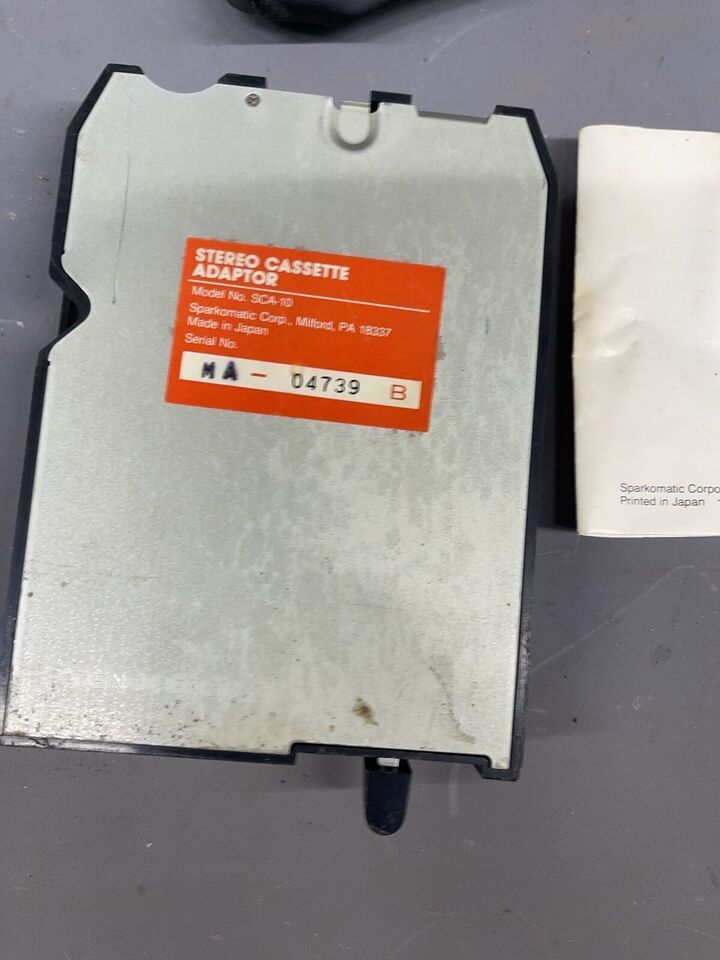 STEREO CASSETTE
ADAPTOR
Model No. SCA-10
Sparkomatic Corp., Milford, PA 18337
Made in Japan
Serial No.
MA - 04739 B
Sparkomatic Corpo
Printed in Japan